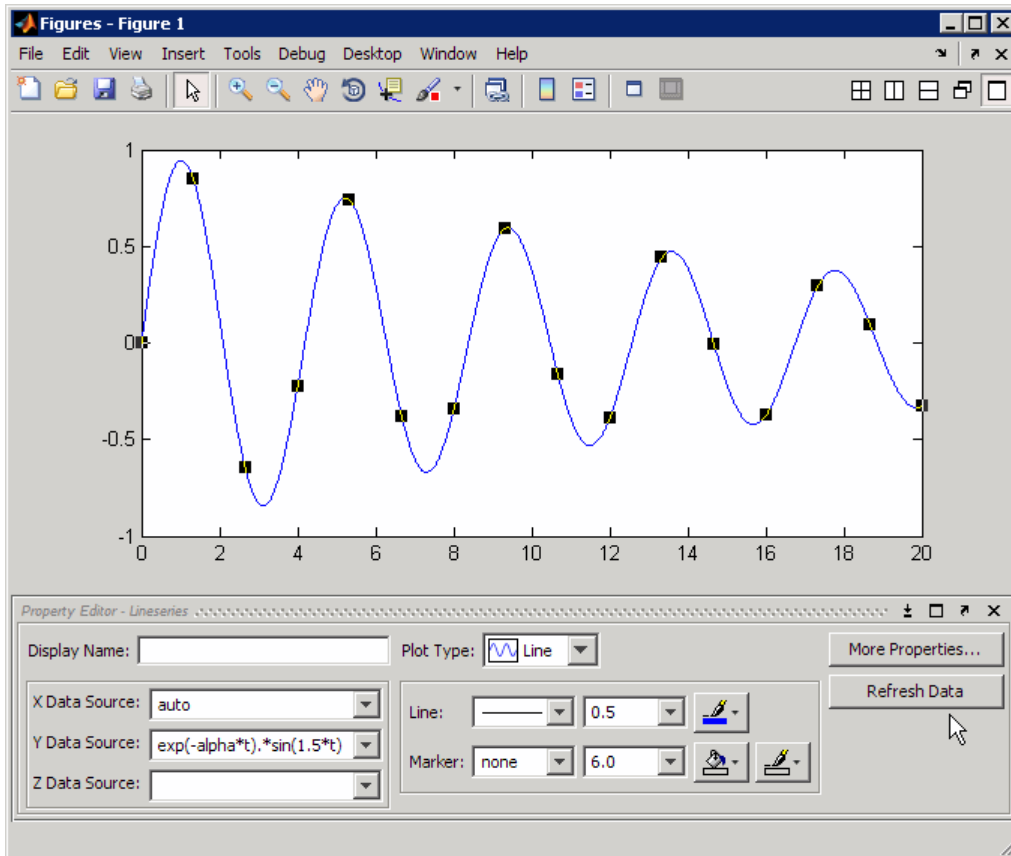 Figures - Figure 1
File Edit View Insert Tools Debug Desktop Window Help
1
0.5
0
-0.5
-1
0 2 4 6 8 10 12 14 16 18 20
Property Editor - Lineseries
Display Name:
Plot Type: Line
More Properties...
Refresh Data
X Data Source: auto
Y Data Source: exp(-alpha*t).*sin(1.5*t)
Z Data Source:
Line: 0.5
Marker: none 6.0